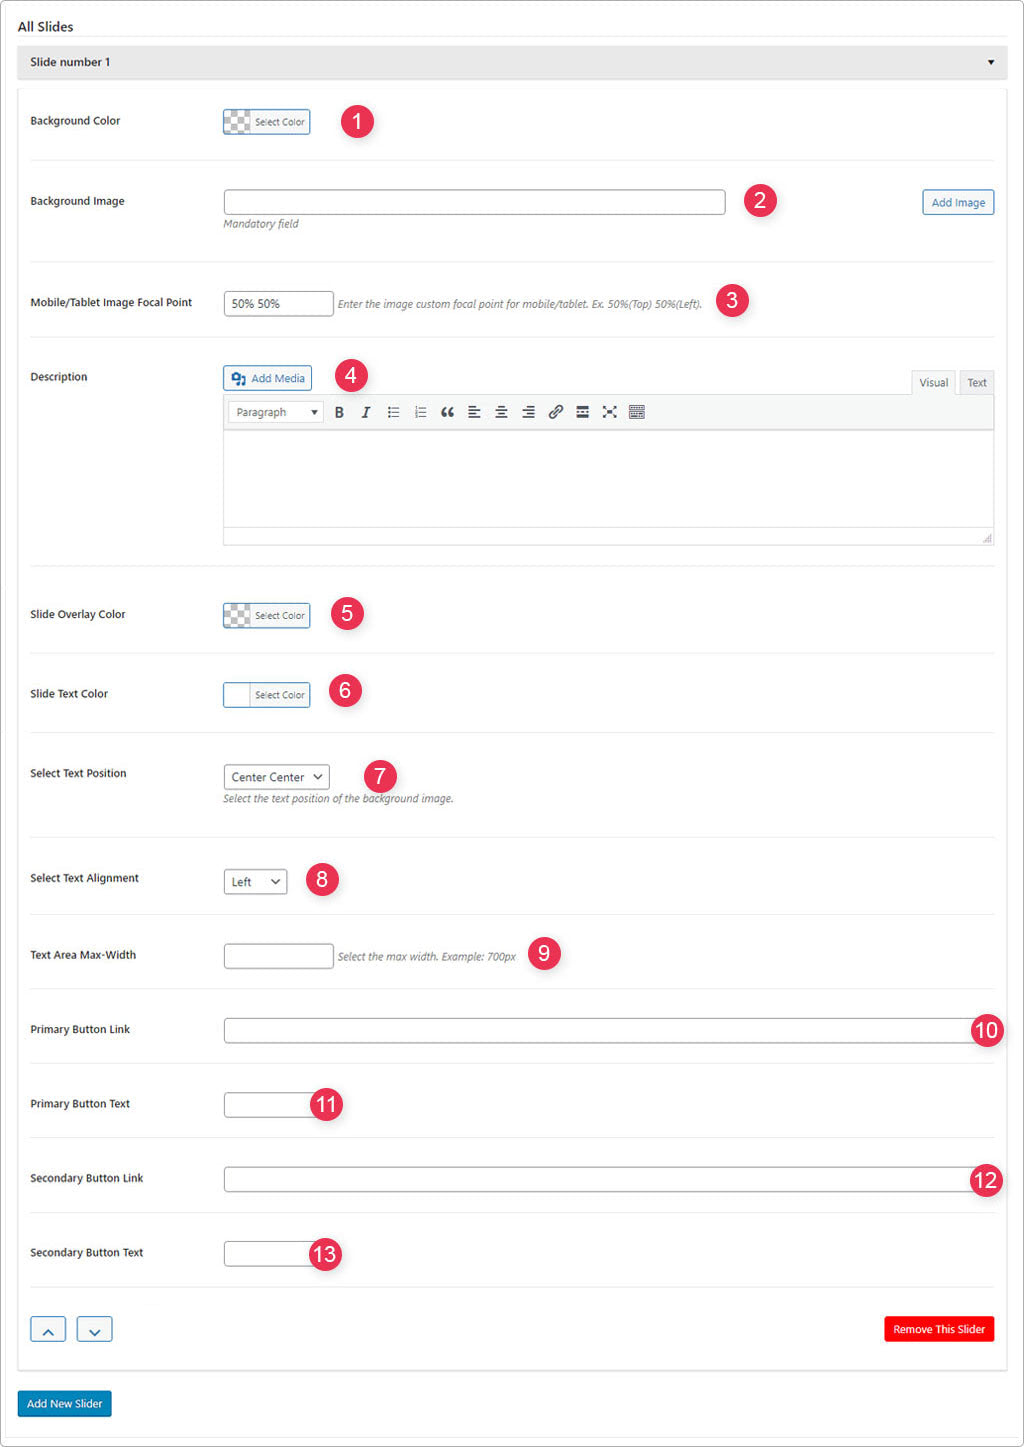 All Slides
Slide number 1
Background Color Select Color 1
Background Image 2 Add Image
Mandatory field
Mobile/Tablet Image Focal Point 50% 50% Enter the image custom focal point for mobile/tablet. Ex. 50%(Top) 50%(Left). 3
Description Add Media 4 Visual Text
Paragraph B I
Slide Overlay Color Select Color 5
Slide Text Color Select Color 6
Select Text Position Center Center 7
Select the text position of the background image.
Select Text Alignment Left 8
Text Area Max-Width Select the max width. Example: 700px 9
Primary Button Link 10
Primary Button Text 11
Secondary Button Link 12
Secondary Button Text 13
Remove This Slider
Add New Slider